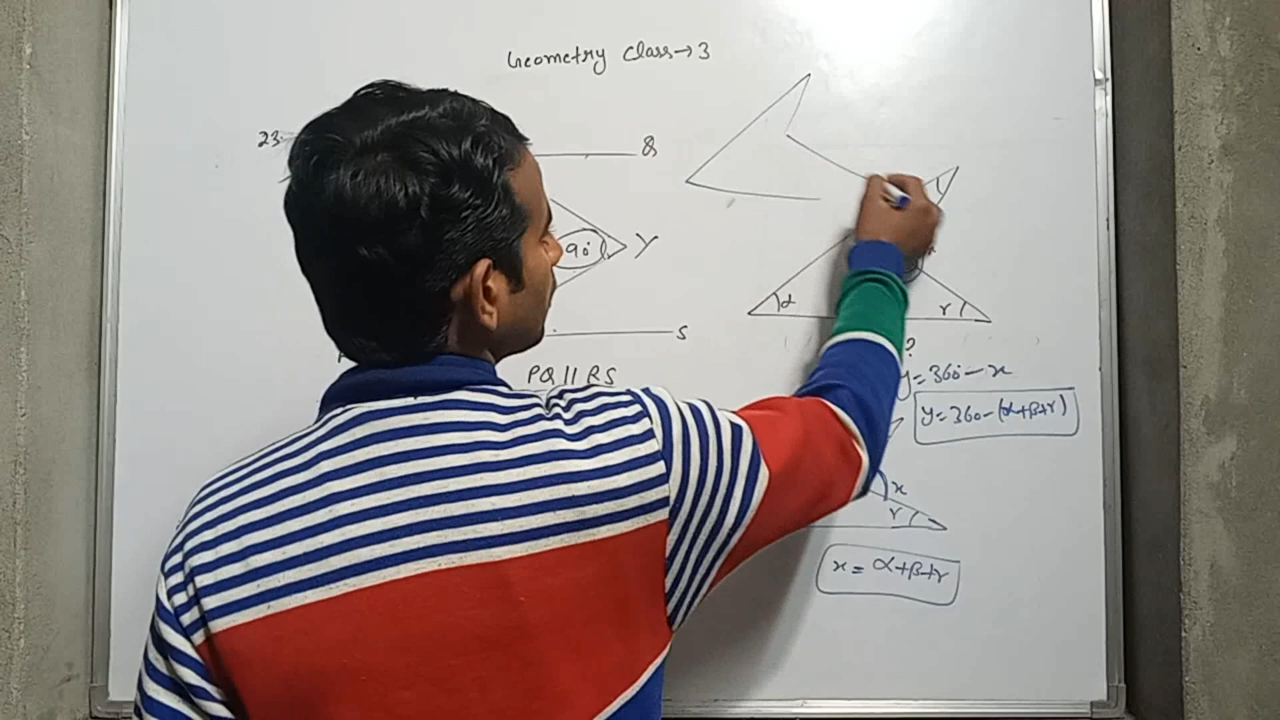 Geometry Class→3
23.
Q
90°
Y
S
PQ || RS
α
r
?
y = 360° - x
y = 360 - (α+β+r)
x
r
x = α+β+r